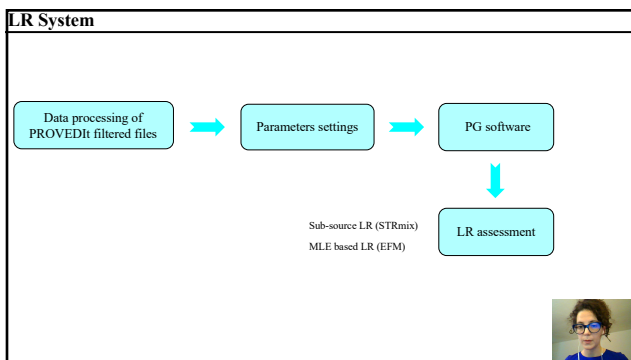 LR System
Data processing of
PROVEDIt filtered files
Parameters settings
PG software
Sub-source LR (STRmix)
MLE based LR (EFM)
LR assessment